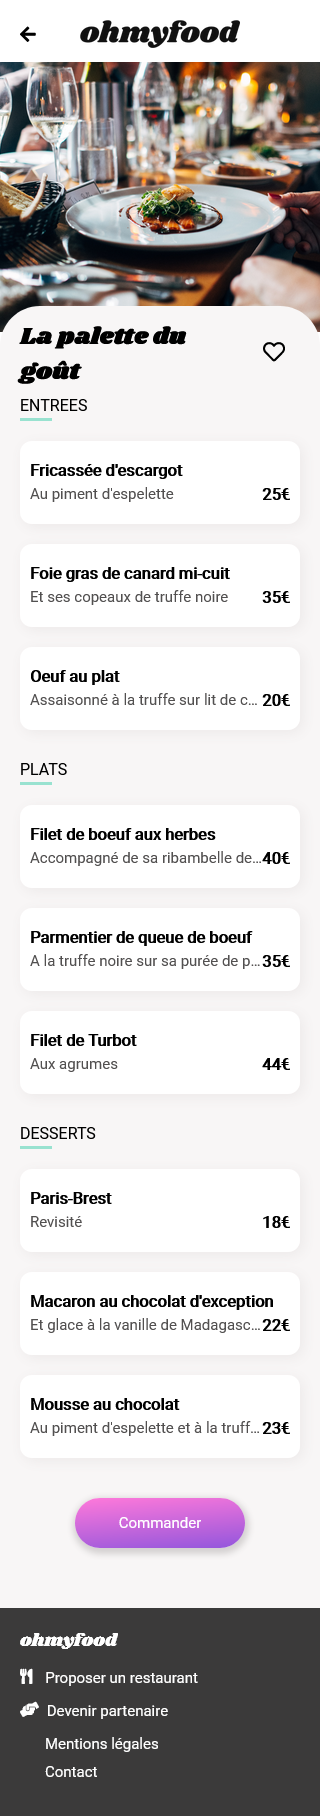 ohmyfood
La palette du
goût
ENTREES
Fricassée d'escargot
Au piment d'espelette 25€
Foie gras de canard mi-cuit
Et ses copeaux de truffe noire 35€
Oeuf au plat
Assaisonné à la truffe sur lit de c... 20€
PLATS
Filet de boeuf aux herbes
Accompagné de sa ribambelle de... 40€
Parmentier de queue de boeuf
A la truffe noire sur sa purée de p... 35€
Filet de Turbot
Aux agrumes 44€
DESSERTS
Paris-Brest
Revisité 18€
Macaron au chocolat d'exception
Et glace à la vanille de Madagasc... 22€
Mousse au chocolat
Au piment d'espelette et à la truff... 23€
Commander
ohmyfood
Proposer un restaurant
Devenir partenaire
Mentions légales
Contact